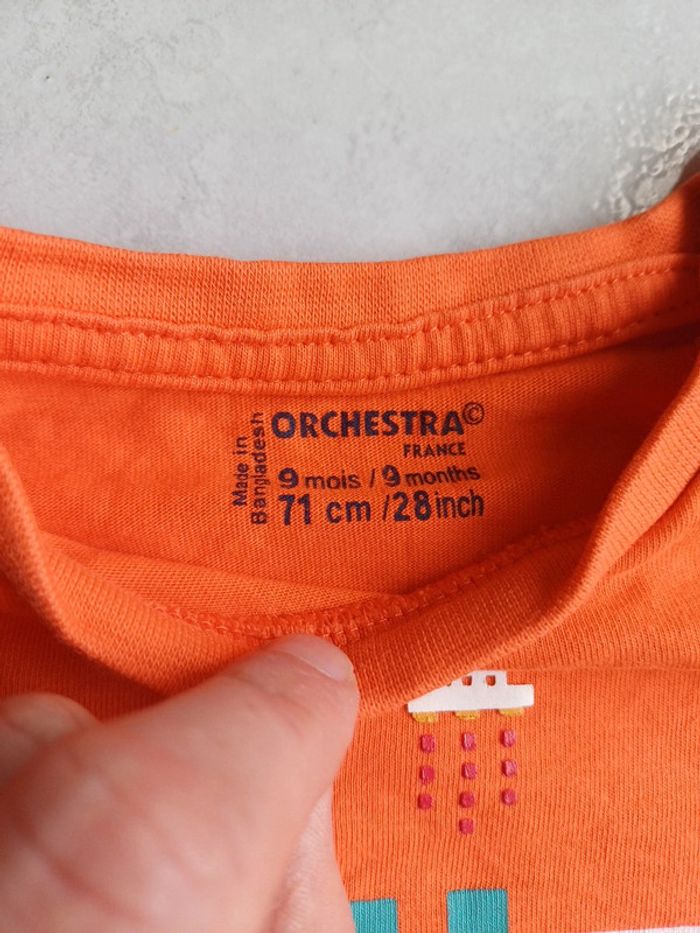 Made in
Bangladesh
ORCHESTRA©
FRANCE
9 mois / 9 months
71 cm / 28 inch